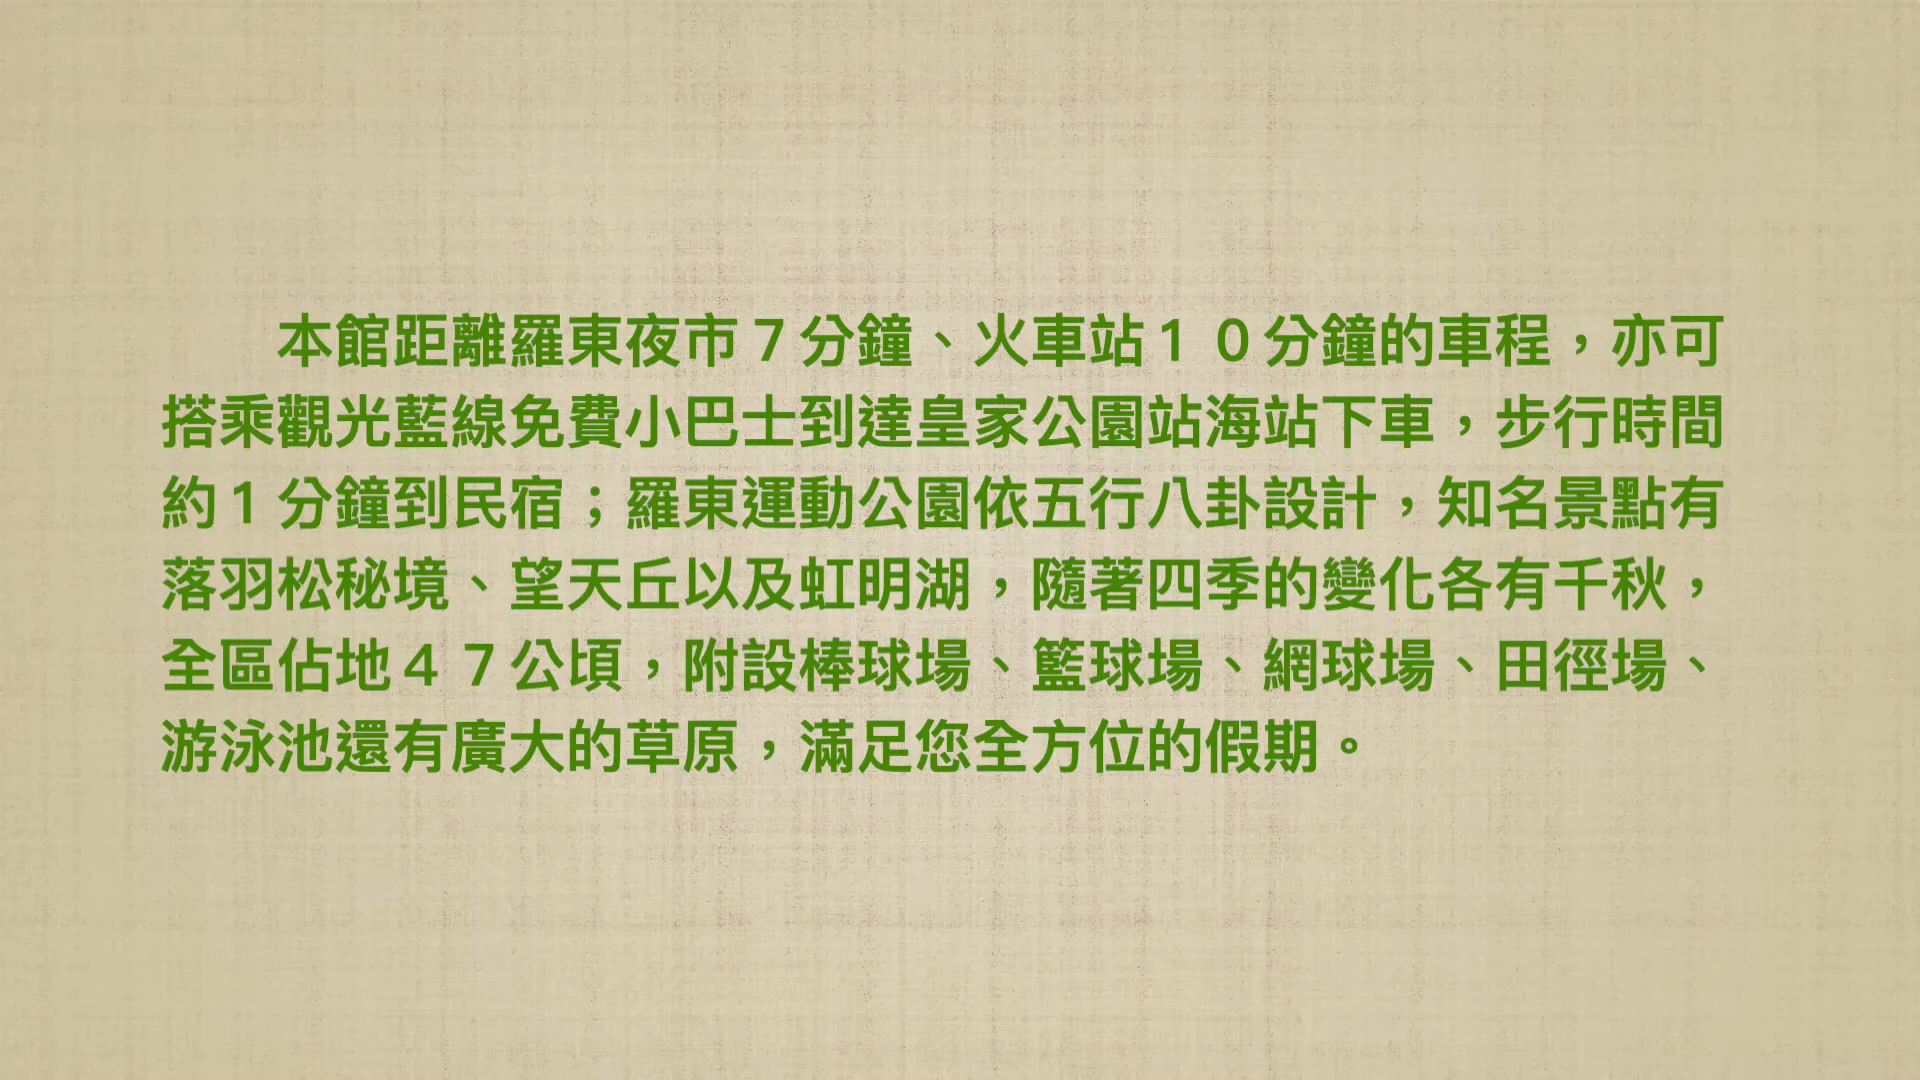 本館距離羅東夜市７分鐘、火車站１０分鐘的車程，亦可
搭乘觀光藍線免費小巴士到達皇家公園站海站下車，步行時間
約１分鐘到民宿；羅東運動公園依五行八卦設計，知名景點有
落羽松秘境、望天丘以及虹明湖，隨著四季的變化各有千秋，
全區佔地４７公頃，附設棒球場、籃球場、網球場、田徑場、
游泳池還有廣大的草原，滿足您全方位的假期。